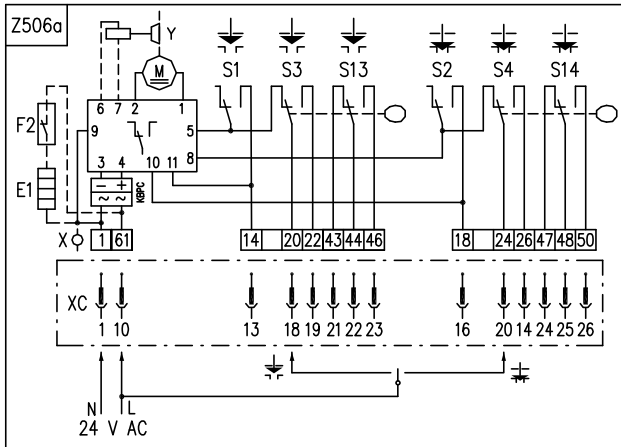 Z506a
Y
S1 S3 S13 S2 S4 S14
M
6 7 2 1
F2
9 5
8
3 4 10 11
E1
− +
~ ~
KBPC
X 1 61 14 20 22 43 44 46 18 24 26 47 48 50
XC
1 10 13 18 19 21 22 23 16 20 14 24 25 26
N L
24 V AC